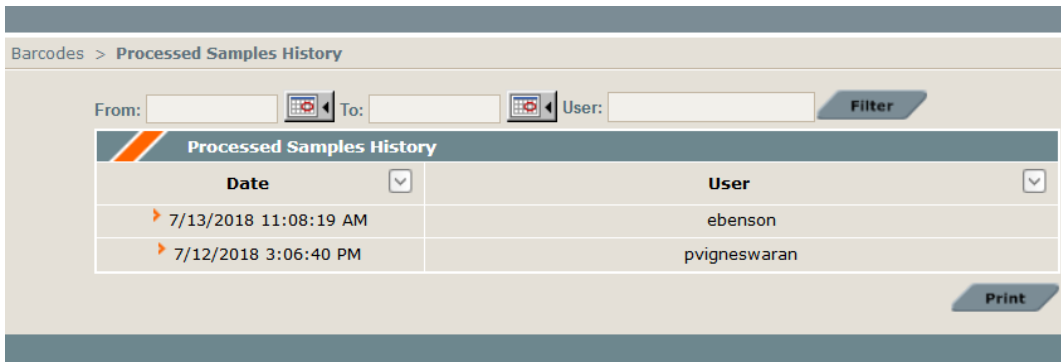 Barcodes > Processed Samples History
From: To: User: Filter
Processed Samples History
Date User
7/13/2018 11:08:19 AM ebenson
7/12/2018 3:06:40 PM pvigneswaran
Print